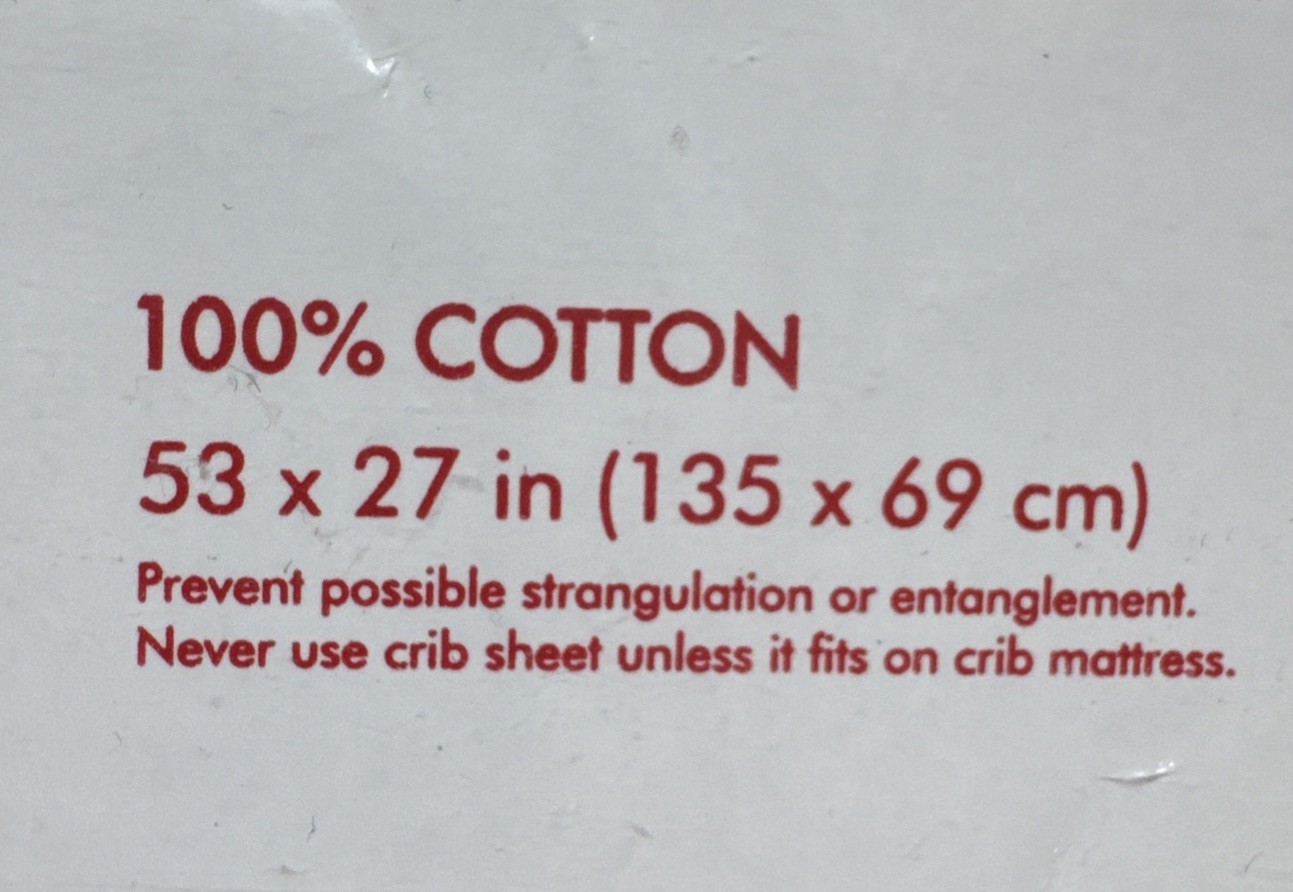 100% COTTON
53 x 27 in (135 x 69 cm)
Prevent possible strangulation or entanglement.
Never use crib sheet unless it fits on crib mattress.